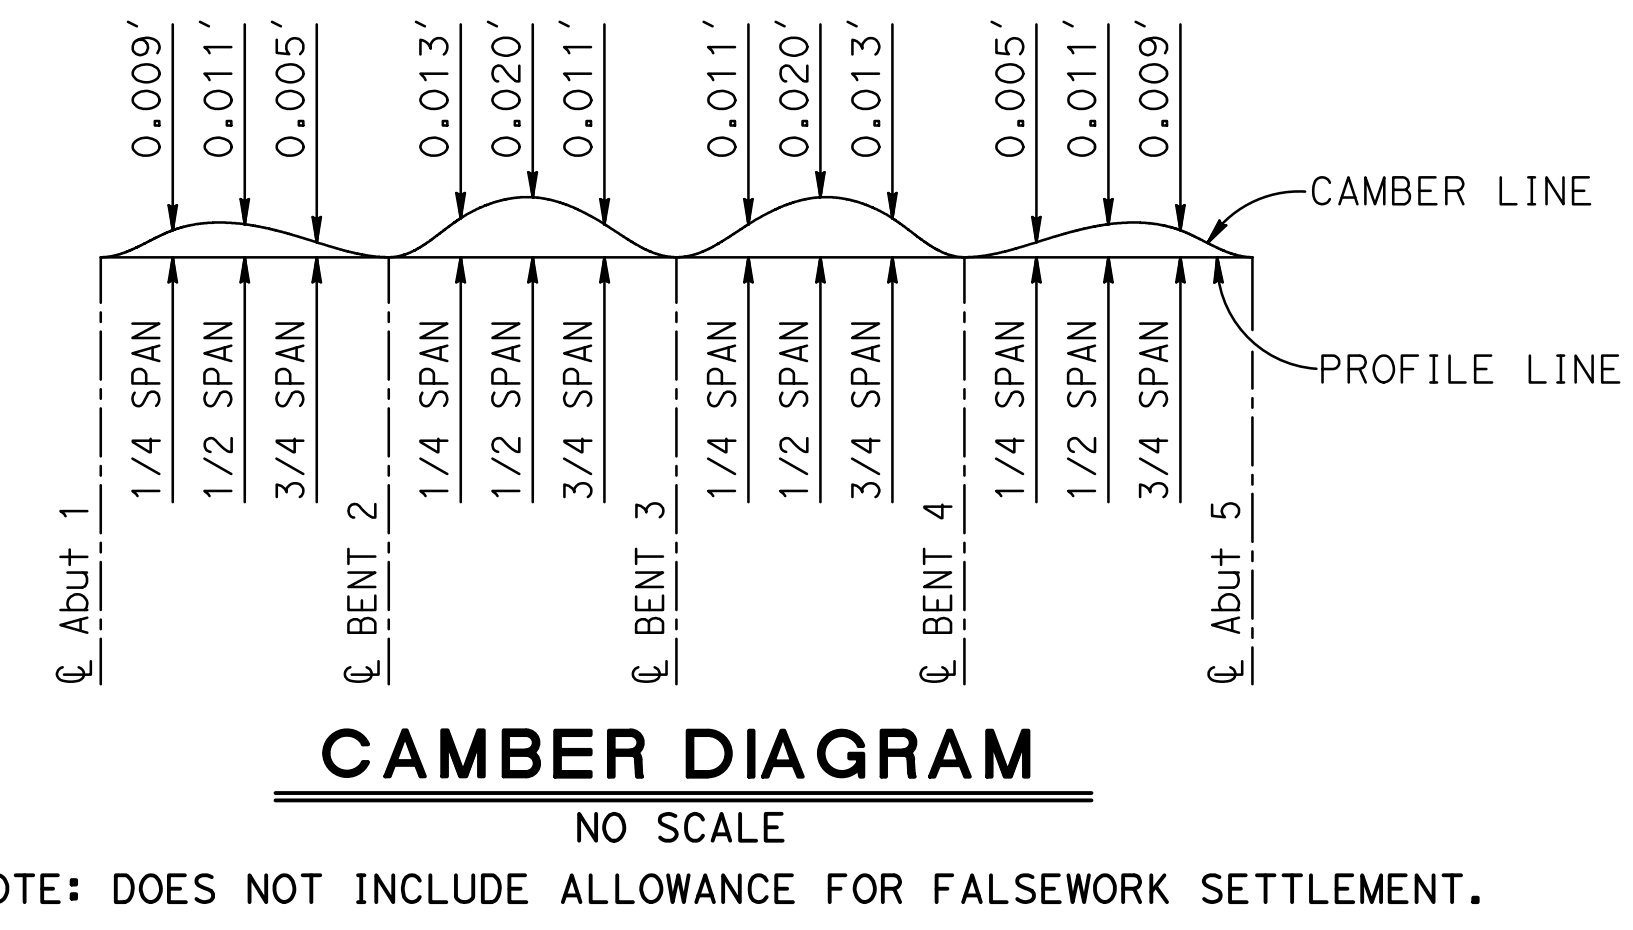 0.009′
0.011′
0.005′
0.013′
0.020′
0.011′
0.011′
0.020′
0.013′
0.005′
0.011′
0.009′
CAMBER LINE
PROFILE LINE
1/4 SPAN
1/2 SPAN
3/4 SPAN
1/4 SPAN
1/2 SPAN
3/4 SPAN
1/4 SPAN
1/2 SPAN
3/4 SPAN
1/4 SPAN
1/2 SPAN
3/4 SPAN
℄ Abut 1
℄ BENT 2
℄ BENT 3
℄ BENT 4
℄ Abut 5
CAMBER DIAGRAM
NO SCALE
OTE: DOES NOT INCLUDE ALLOWANCE FOR FALSEWORK SETTLEMENT.